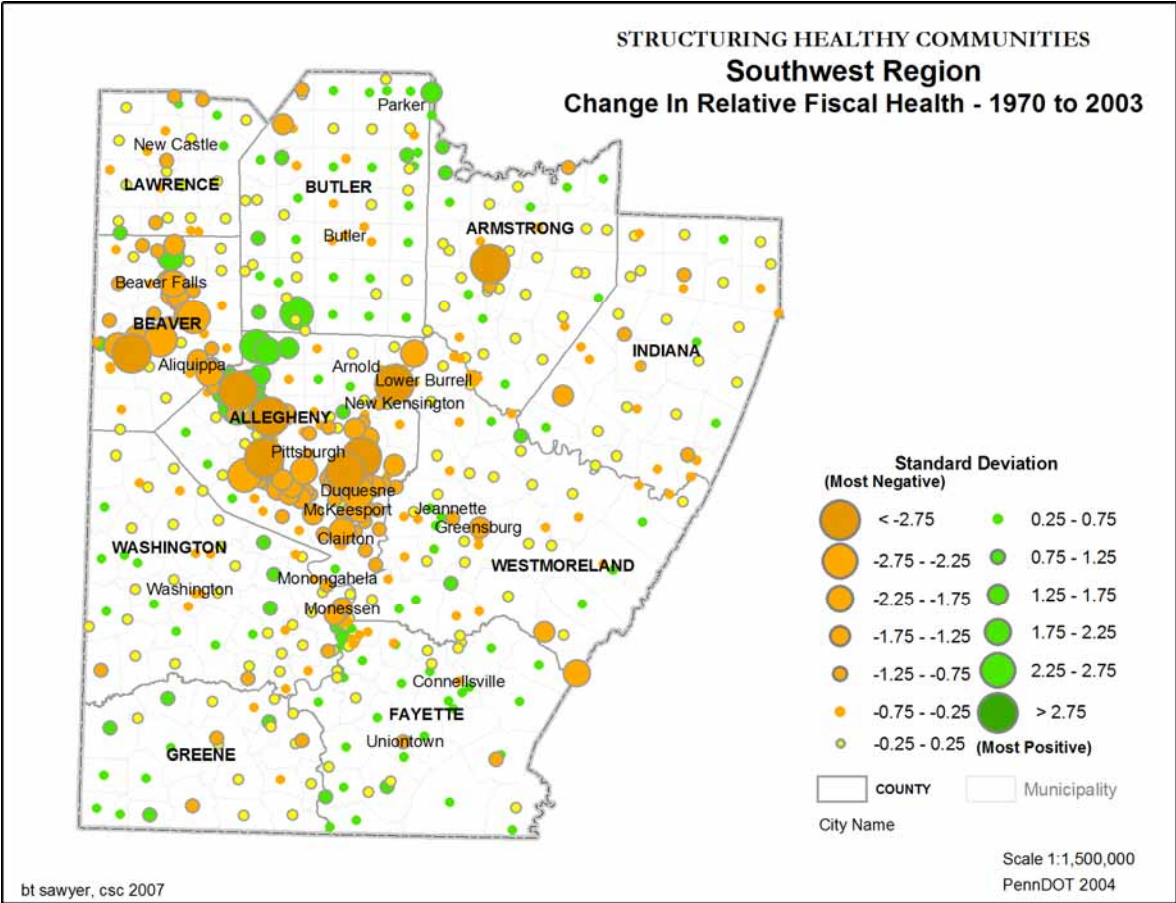 STRUCTURING HEALTHY COMMUNITIES
Southwest Region
Change In Relative Fiscal Health - 1970 to 2003
Parker
New Castle
LAWRENCE
BUTLER
ARMSTRONG
Butler
Beaver Falls
BEAVER
INDIANA
Aliquippa
Arnold
Lower Burrell
New Kensington
ALLEGHENY
Pittsburgh
Duquesne
McKeesport
Jeannette
Greensburg
Clairton
WASHINGTON
WESTMORELAND
Monongahela
Washington
Monessen
Connellsville
FAYETTE
Uniontown
GREENE
Standard Deviation
(Most Negative)
< -2.75
-2.75 - -2.25
-2.25 - -1.75
-1.75 - -1.25
-1.25 - -0.75
-0.75 - -0.25
-0.25 - 0.25
0.25 - 0.75
0.75 - 1.25
1.25 - 1.75
1.75 - 2.25
2.25 - 2.75
> 2.75
(Most Positive)
COUNTY
Municipality
City Name
Scale 1:1,500,000
PennDOT 2004
bt sawyer, csc 2007